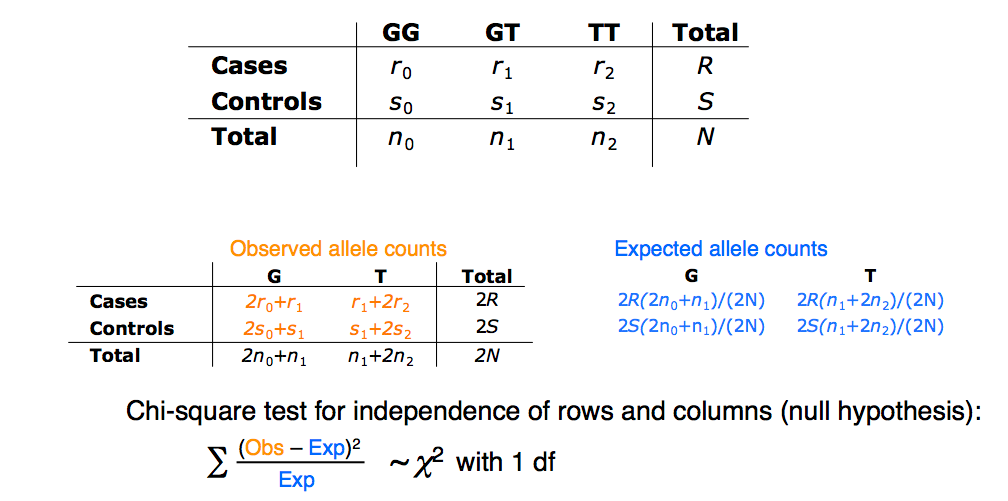 GG GT TT Total
Cases r0 r1 r2 R
Controls s0 s1 s2 S
Total n0 n1 n2 N
Observed allele counts
G T Total
Cases 2r0+r1 r1+2r2 2R
Controls 2s0+s1 s1+2s2 2S
Total 2n0+n1 n1+2n2 2N
Expected allele counts
G T
2R(2n0+n1)/(2N) 2R(n1+2n2)/(2N)
2S(2n0+n1)/(2N) 2S(n1+2n2)/(2N)
Chi-square test for independence of rows and columns (null hypothesis):
∑ (Obs – Exp)² / Exp ~ χ² with 1 df